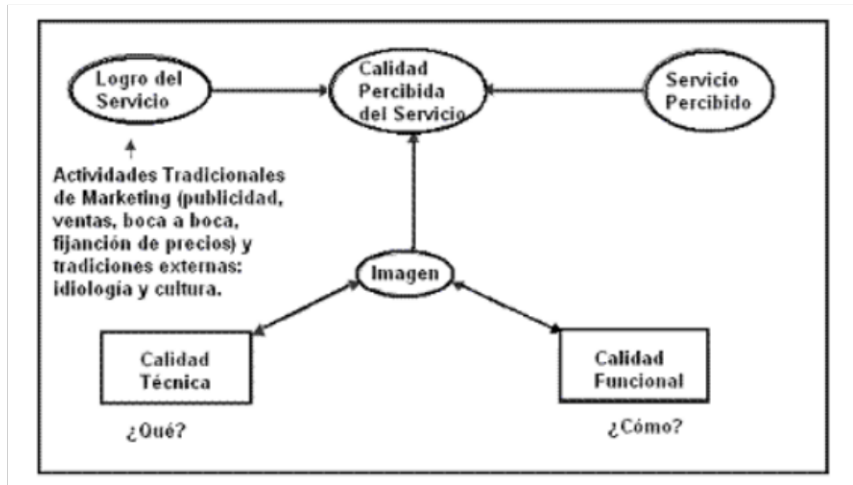 Logro del
Servicio
Calidad
Percibida
del Servicio
Servicio
Percibido
Actividades Tradicionales
de Marketing (publicidad,
ventas, boca a boca,
fijanción de precios) y
tradiciones externas:
idiología y cultura.
Imagen
Calidad
Técnica
¿Qué?
Calidad
Funcional
¿Cómo?